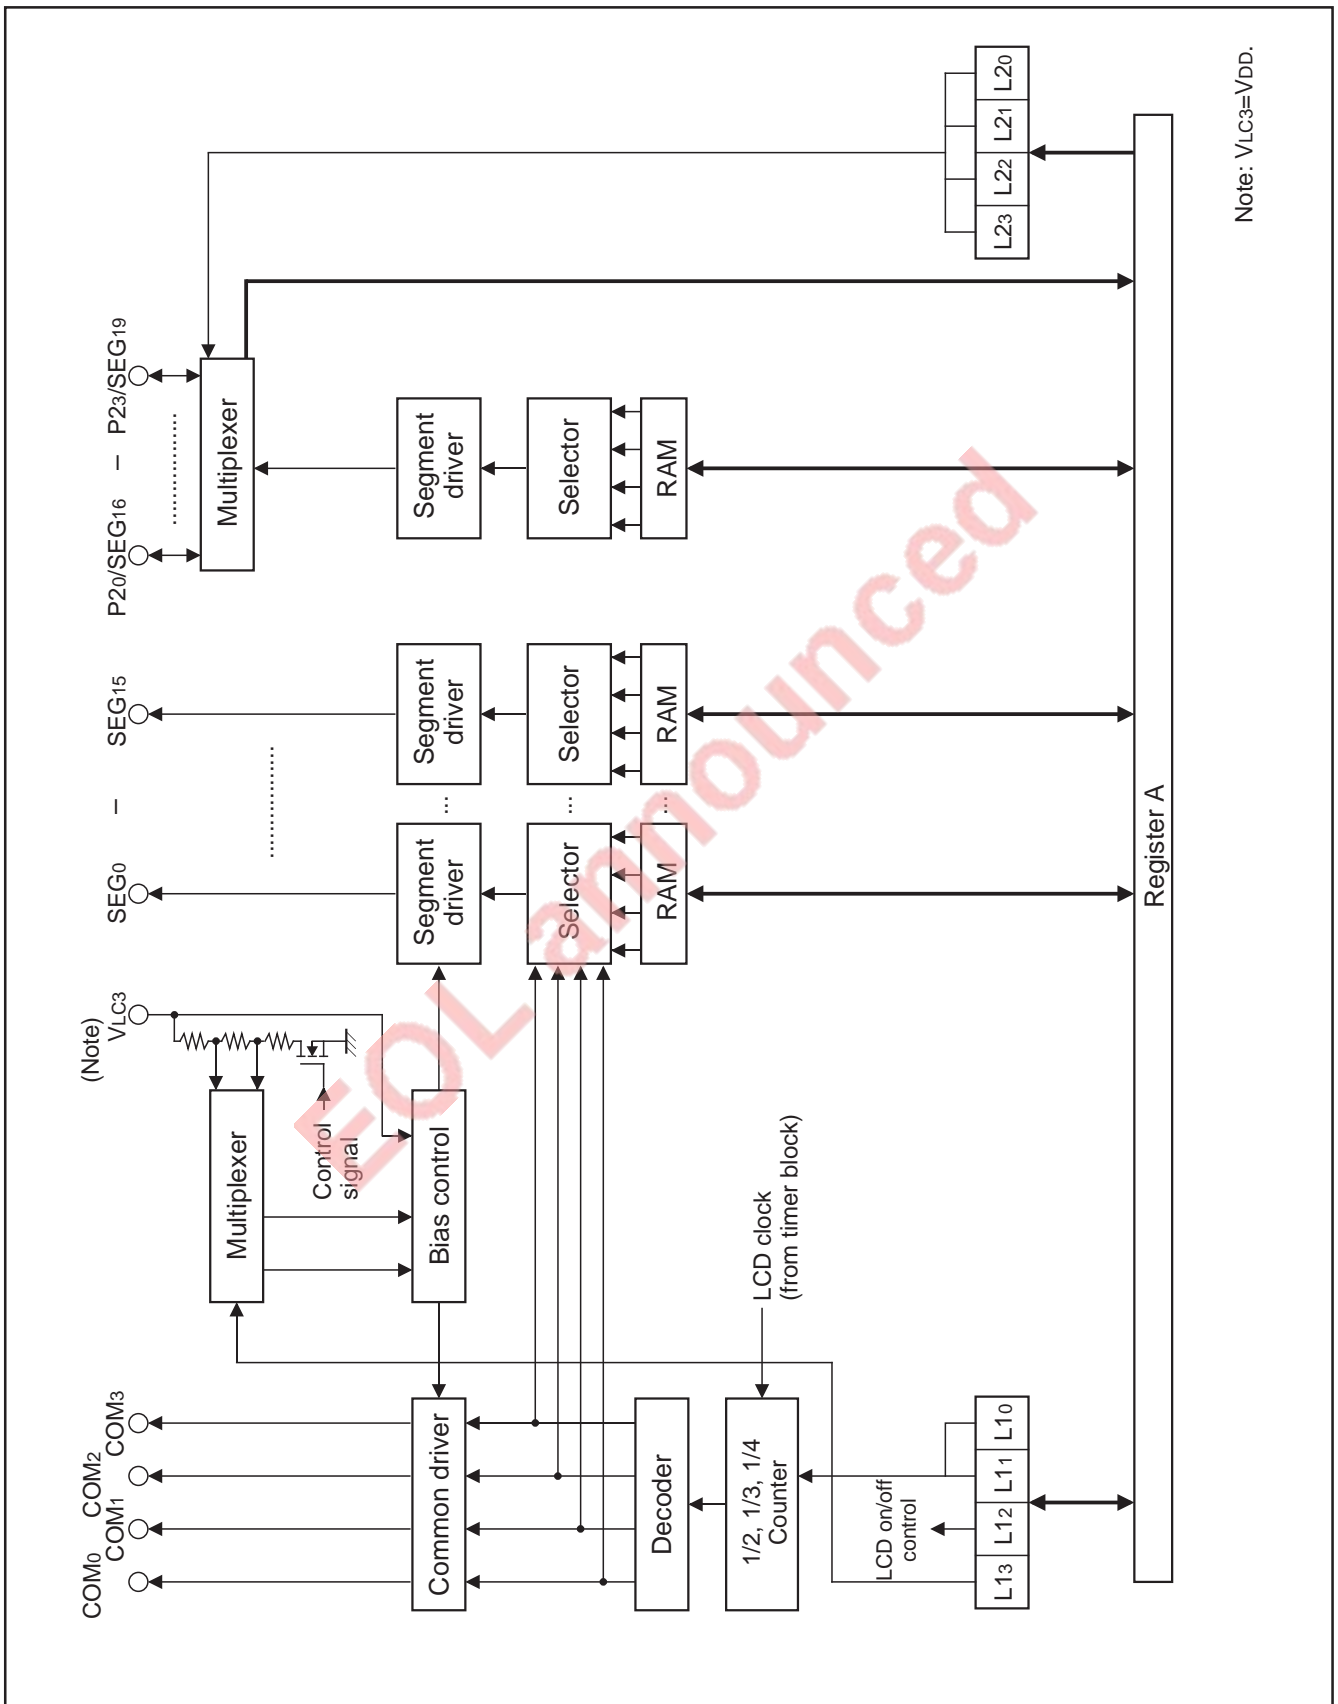 COM0
COM1
COM2
COM3
(Note)
VLC3
SEG0
–
SEG15
P20/SEG16
–
P23/SEG19
Multiplexer
Multiplexer
Control
signal
Common driver
Bias control
Segment
driver
...
Segment
driver
Segment
driver
Selector
...
Selector
Selector
Decoder
RAM
...
RAM
RAM
1/2, 1/3, 1/4
Counter
LCD clock
(from timer block)
LCD on/off
control
L13
L12
L11
L10
L23
L22
L21
L20
Register A
Note: VLC3=VDD.
EOL announced